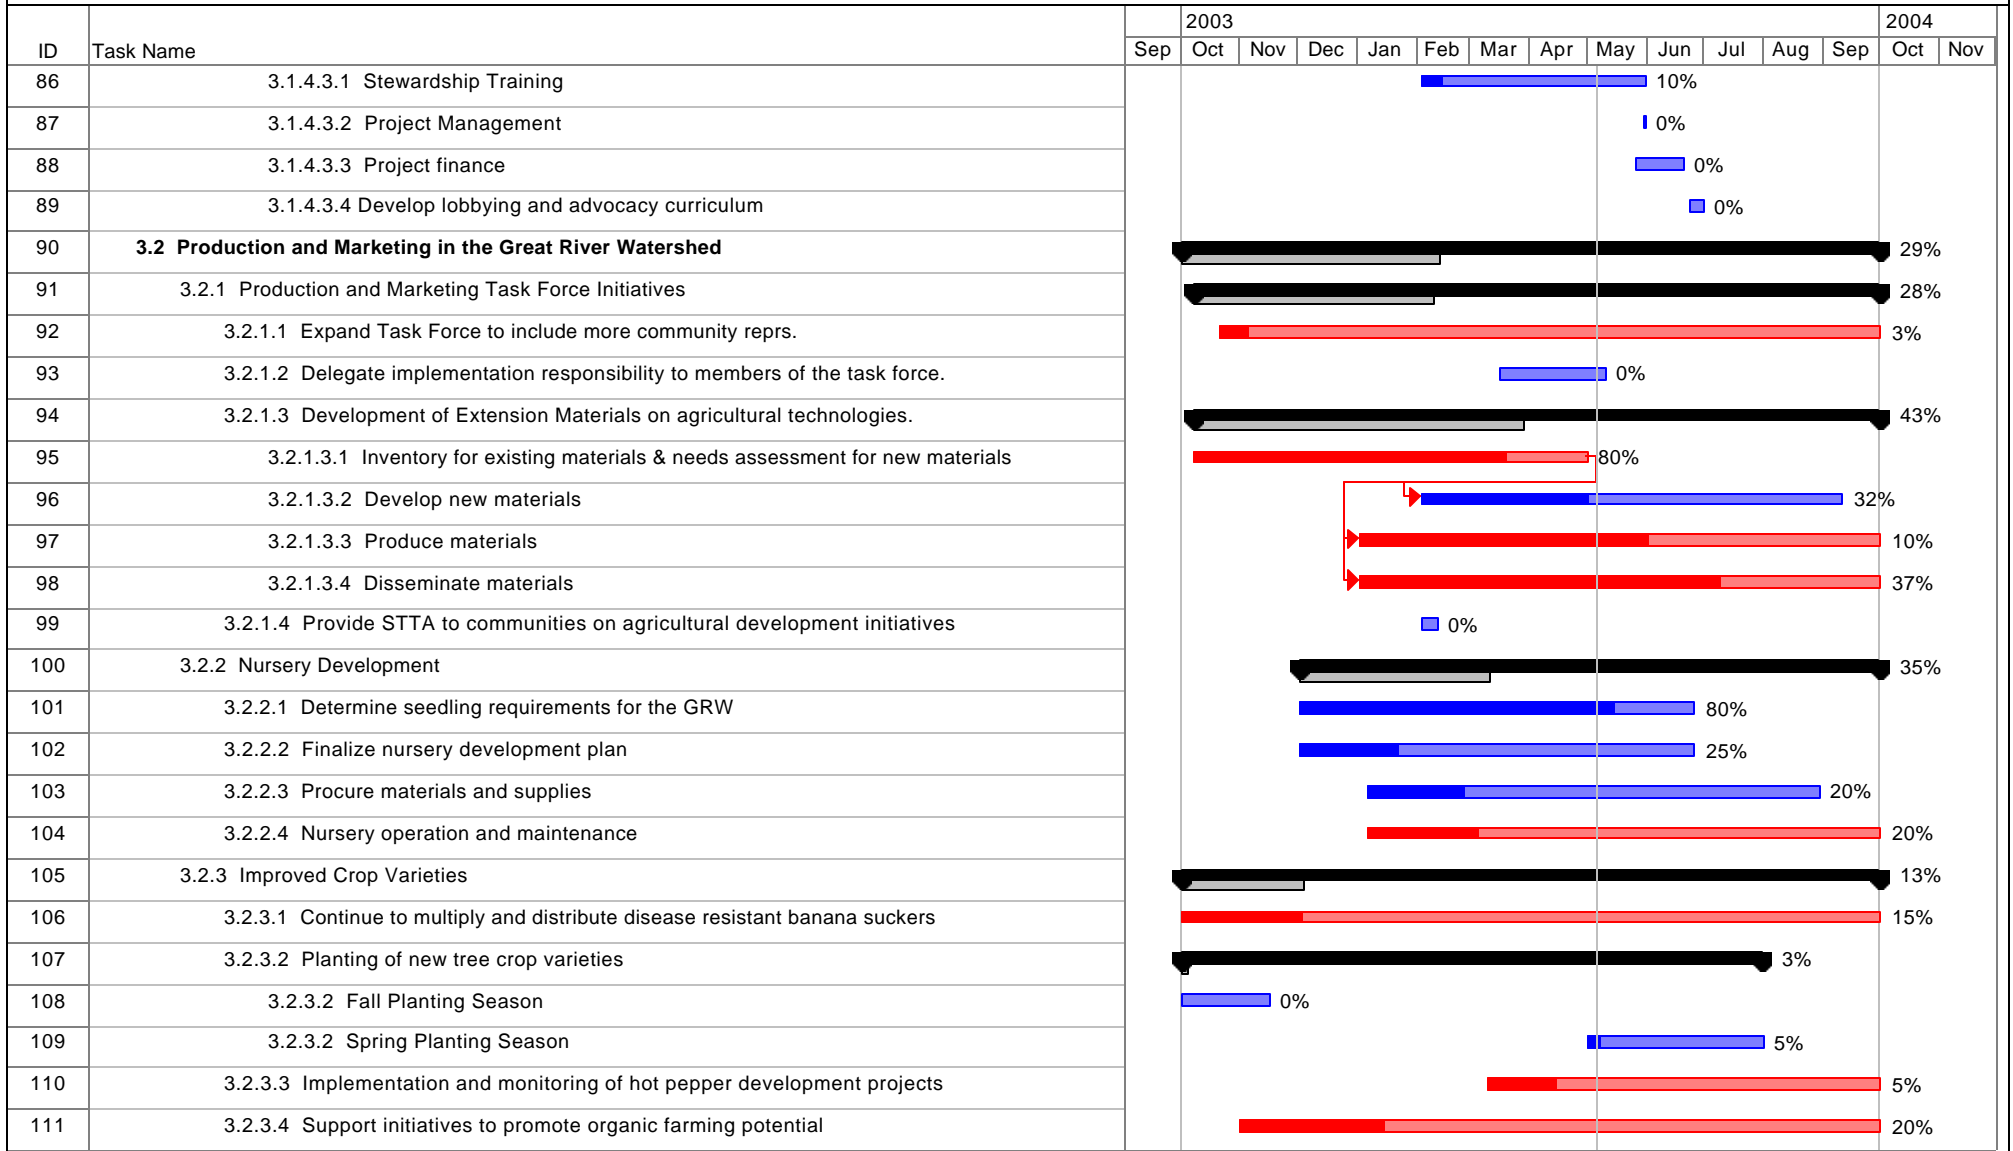 2003 2004
ID Task Name Sep Oct Nov Dec Jan Feb Mar Apr May Jun Jul Aug Sep Oct Nov
86 3.1.4.3.1 Stewardship Training 10%
87 3.1.4.3.2 Project Management 0%
88 3.1.4.3.3 Project finance 0%
89 3.1.4.3.4 Develop lobbying and advocacy curriculum 0%
90 3.2 Production and Marketing in the Great River Watershed 29%
91 3.2.1 Production and Marketing Task Force Initiatives 28%
92 3.2.1.1 Expand Task Force to include more community reprs. 3%
93 3.2.1.2 Delegate implementation responsibility to members of the task force. 0%
94 3.2.1.3 Development of Extension Materials on agricultural technologies. 43%
95 3.2.1.3.1 Inventory for existing materials & needs assessment for new materials 80%
96 3.2.1.3.2 Develop new materials 32%
97 3.2.1.3.3 Produce materials 10%
98 3.2.1.3.4 Disseminate materials 37%
99 3.2.1.4 Provide STTA to communities on agricultural development initiatives 0%
100 3.2.2 Nursery Development 35%
101 3.2.2.1 Determine seedling requirements for the GRW 80%
102 3.2.2.2 Finalize nursery development plan 25%
103 3.2.2.3 Procure materials and supplies 20%
104 3.2.2.4 Nursery operation and maintenance 20%
105 3.2.3 Improved Crop Varieties 13%
106 3.2.3.1 Continue to multiply and distribute disease resistant banana suckers 15%
107 3.2.3.2 Planting of new tree crop varieties 3%
108 3.2.3.2 Fall Planting Season 0%
109 3.2.3.2 Spring Planting Season 5%
110 3.2.3.3 Implementation and monitoring of hot pepper development projects 5%
111 3.2.3.4 Support initiatives to promote organic farming potential 20%